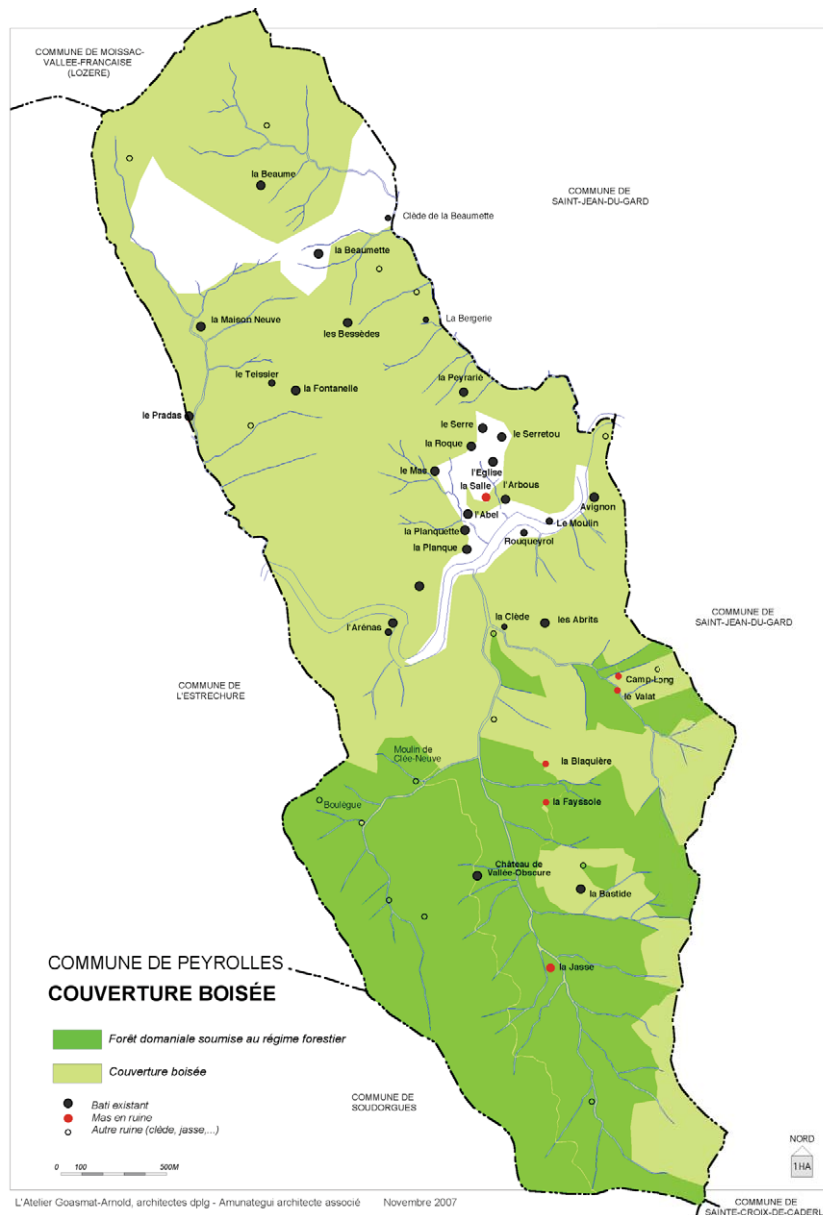 COMMUNE DE MOISSAC-
VALLEE-FRANCAISE
(LOZERE)
la Beaume
COMMUNE DE
SAINT-JEAN-DU-GARD
Clède de la Beaumette
la Beaumette
la Maison Neuve
les Bessèdes
La Bergerie
le Teissier
la Fontanelle
la Peyrarié
le Pradas
le Serre
le Serretou
la Roque
le Mas
l'Eglise
la Salle
l'Arbous
Avignon
l'Abel
Le Moulin
la Planquette
Rouqueyrol
la Planque
la Clède
les Abrits
l'Arénas
COMMUNE DE
SAINT-JEAN-DU-GARD
COMMUNE DE
L'ESTRECHURE
Camp-Long
le Valat
Moulin de
Clée-Neuve
la Blaquière
Boulègue
la Fayssole
Château de
Vallée-Obscure
la Bastide
COMMUNE DE PEYROLLES
COUVERTURE BOISÉE
la Jasse
Forêt domaniale soumise au régime forestier
Couverture boisée
Bati existant
Mas en ruine
Autre ruine (clède, jasse,...)
COMMUNE DE
SOUDORGUES
0 100 500M
NORD
1HA
L'Atelier Goasmat-Arnold, architectes dplg - Amunategui architecte associé Novembre 2007
COMMUNE DE
SAINTE-CROIX-DE-CADERL